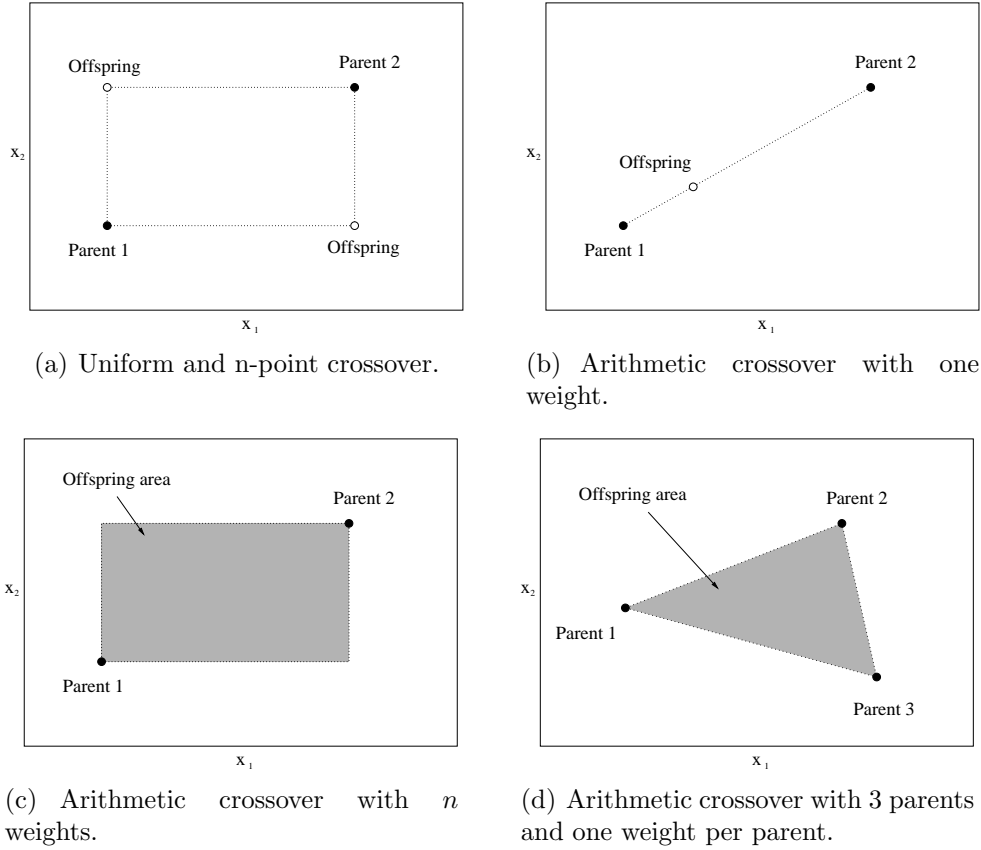 Offspring
Parent 2
x2
Parent 1
Offspring
x1
(a) Uniform and n-point crossover.
Parent 2
Offspring
x2
Parent 1
x1
(b) Arithmetic crossover with one
weight.
Offspring area
Parent 2
x2
Parent 1
x1
(c) Arithmetic crossover with n
weights.
Offspring area
Parent 2
x2
Parent 1
Parent 3
x1
(d) Arithmetic crossover with 3 parents
and one weight per parent.